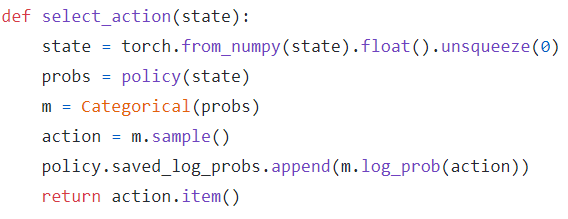 def select_action(state):
    state = torch.from_numpy(state).float().unsqueeze(0)
    probs = policy(state)
    m = Categorical(probs)
    action = m.sample()
    policy.saved_log_probs.append(m.log_prob(action))
    return action.item()